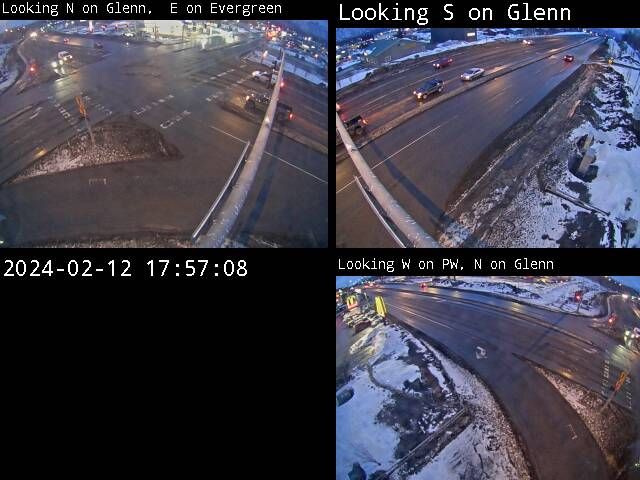 Looking N on Glenn,  E on Evergreen
Looking S on Glenn
2024-02-12 17:57:08
Looking W on PW, N on Glenn